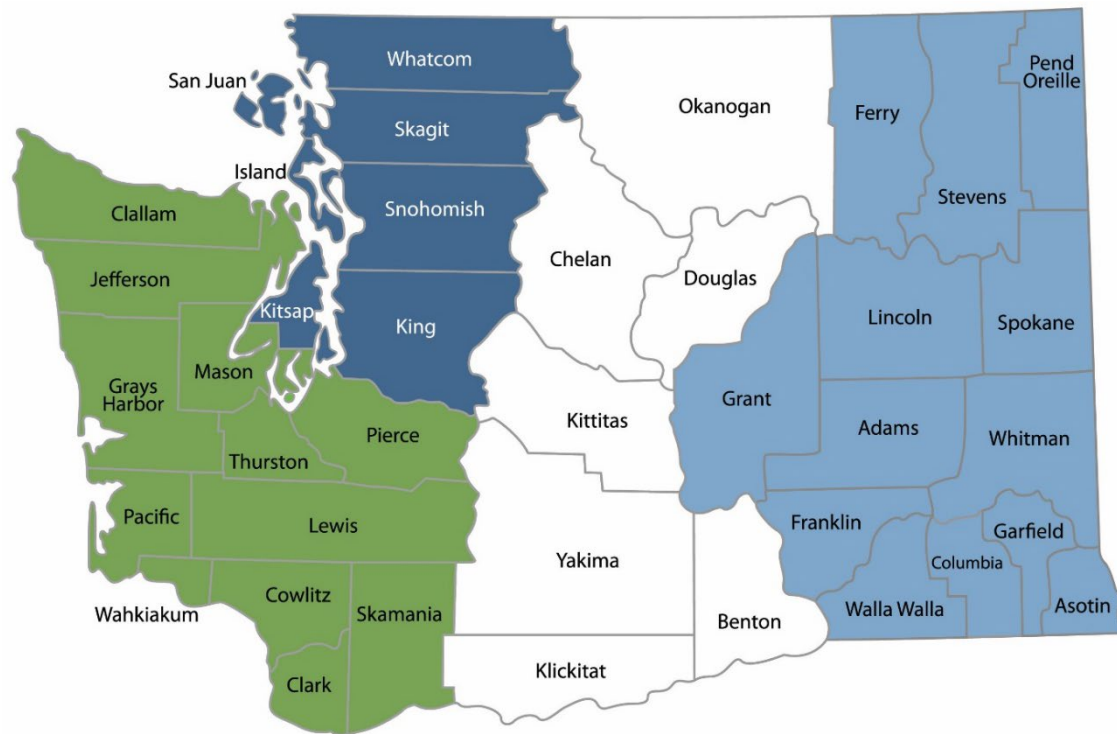 Whatcom
San Juan
Pend
Oreille
Okanogan
Ferry
Skagit
Island
Stevens
Clallam
Snohomish
Chelan
Jefferson
Douglas
Kitsap
King
Lincoln
Spokane
Mason
Grays
Harbor
Grant
Kittitas
Adams
Whitman
Pierce
Thurston
Pacific
Lewis
Franklin
Garfield
Yakima
Columbia
Wahkiakum
Cowlitz
Skamania
Walla Walla
Asotin
Benton
Klickitat
Clark